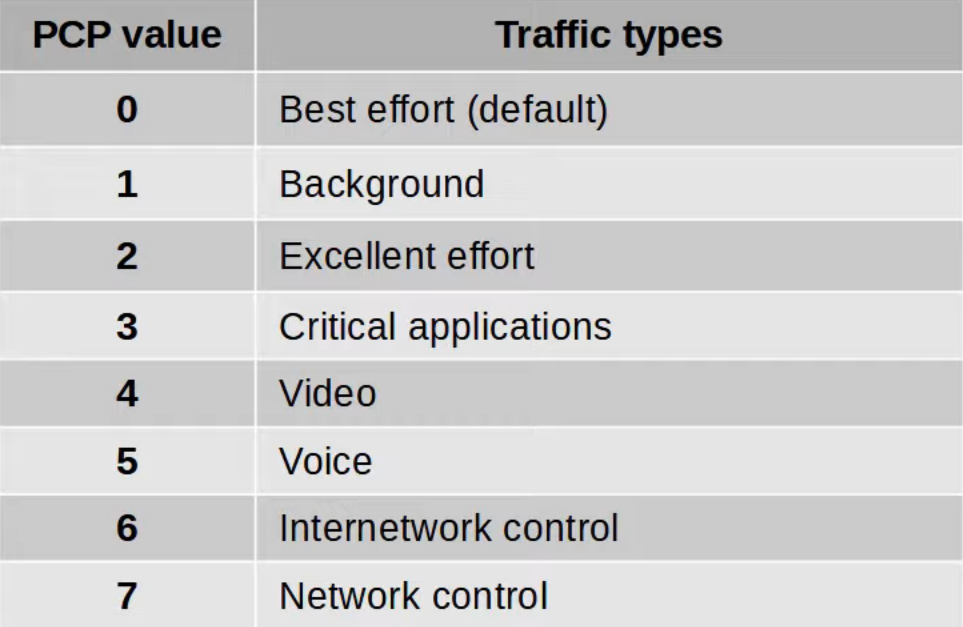 PCP value Traffic types
0 Best effort (default)
1 Background
2 Excellent effort
3 Critical applications
4 Video
5 Voice
6 Internetwork control
7 Network control